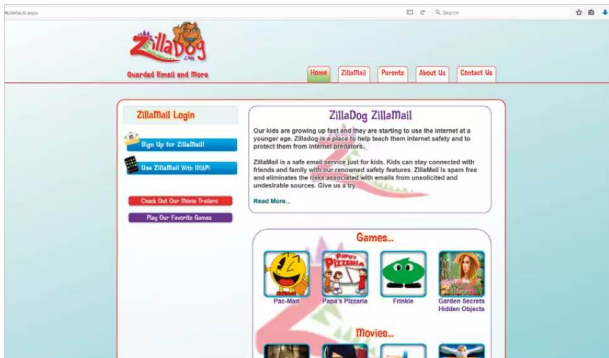 /default.aspx
Search
ZillaDog
.com
Guarded Email and More
Home
ZillaMail
Parents
About Us
Contact Us
ZillaMail Login
Sign Up for ZillaMail!
Use ZillaMail With IMAP!
Check Out Our Movie Trailers
Play Our Favorite Games
ZillaDog ZillaMail
Our kids are growing up fast and they are starting to use the internet at a
younger age. Zilladog is a place to help teach them internet safety and to
protect them from internet predators.
ZillaMail is a safe email service just for kids. Kids can stay connected with
friends and family with our renowned safety features. ZillaMail is spam free
and eliminates the risks associated with emails from unsolicited and
undesirable sources. Give us a try.
Read More...
Games...
PAPA'S
PIZZERIA
Pac-Man
Papa's Pizzaria
Frinkle
Garden Secrets
Hidden Objects
Movies...